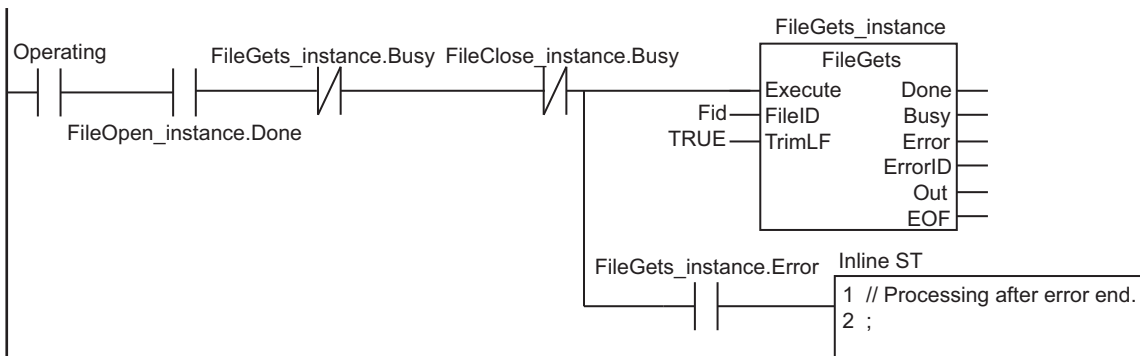 FileGets_instance
Operating
FileGets_instance.Busy FileClose_instance.Busy
FileGets
Execute Done
Fid FileID Busy
FileOpen_instance.Done
TRUE TrimLF Error
ErrorID
Out
EOF
FileGets_instance.Error
Inline ST
1 // Processing after error end.
2 ;